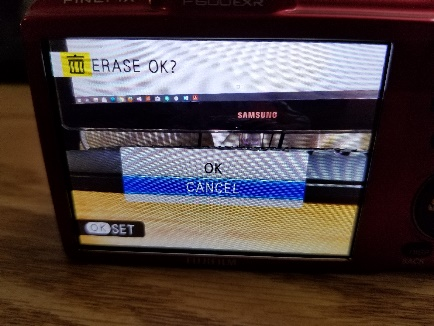 FINEPIX F600EXR
ERASE OK?
SAMSUNG
OK
CANCEL
OK SET
BACK